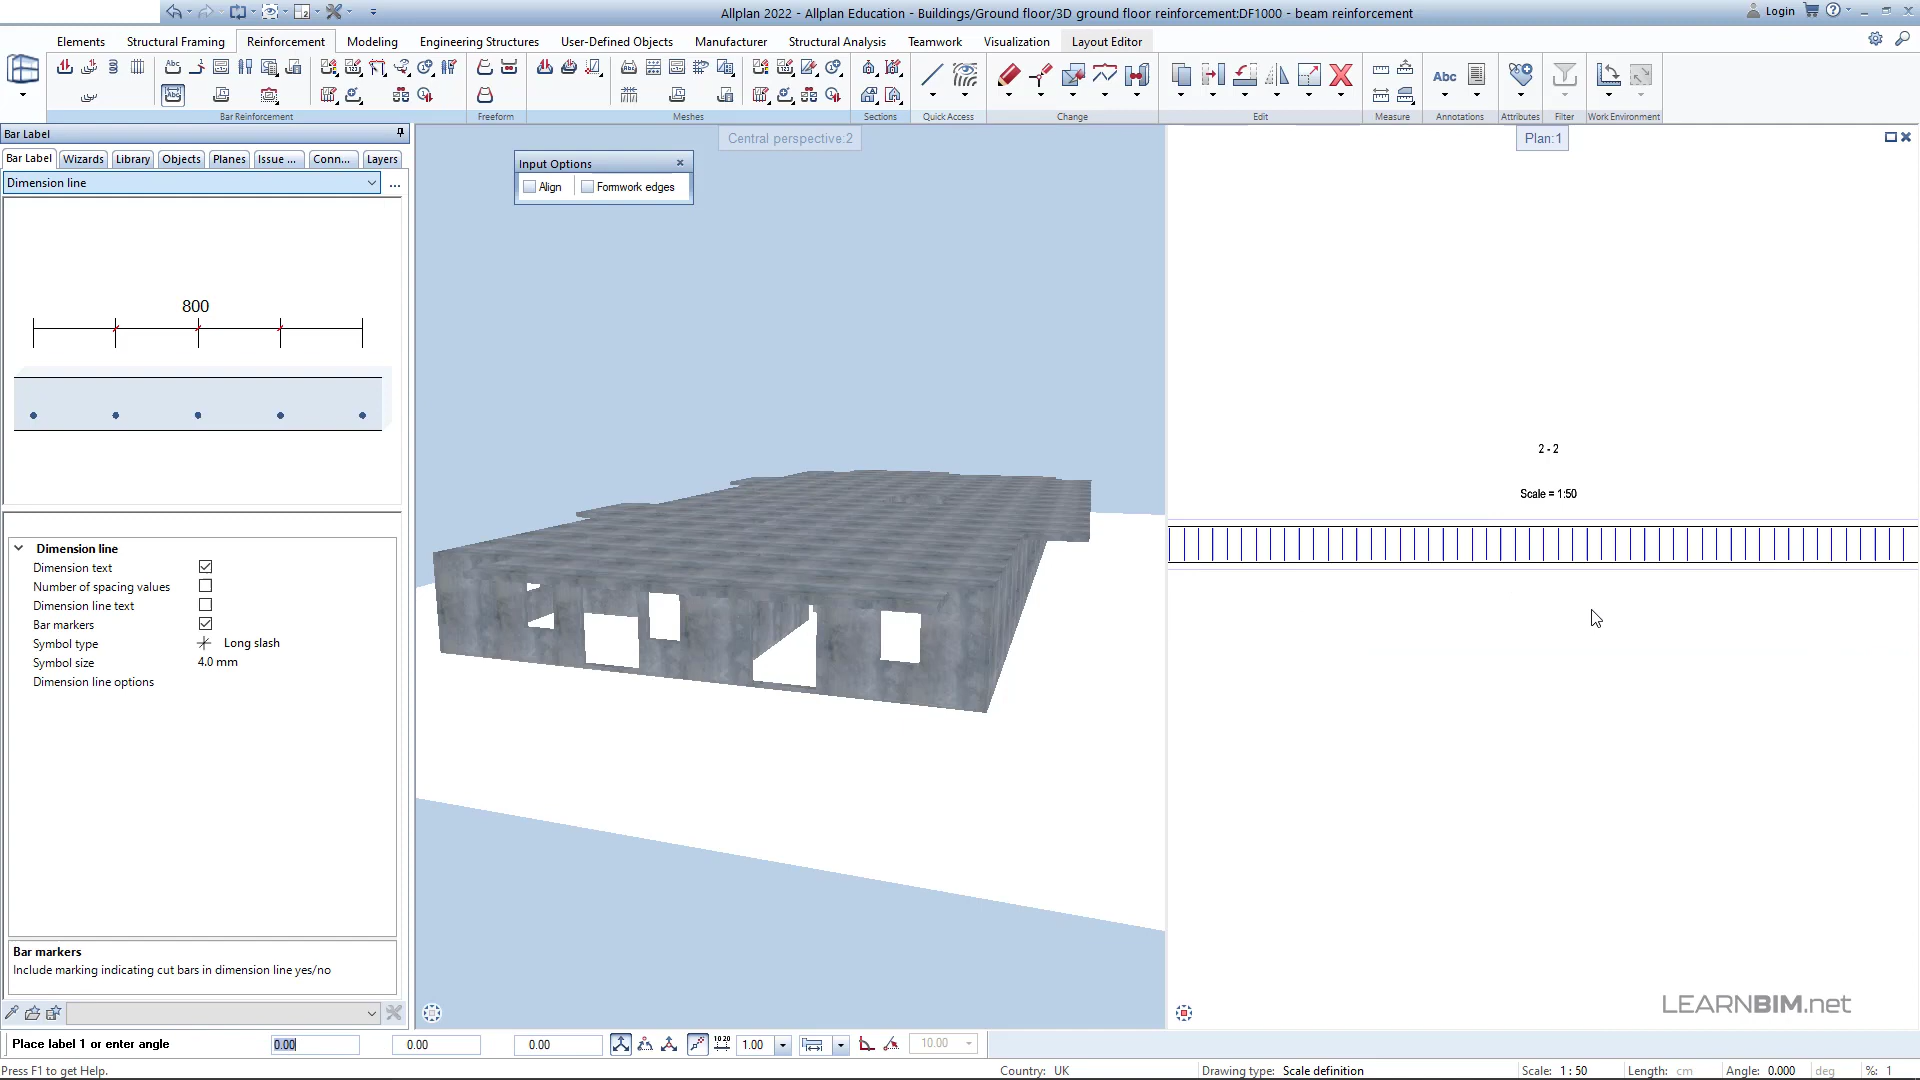 Allplan 2022 - Allplan Education - Buildings/Ground floor/3D ground floor reinforcement:DF1000 - beam reinforcement
Login
Elements Structural Framing Reinforcement Modeling Engineering Structures User-Defined Objects Manufacturer Structural Analysis Teamwork Visualization Layout Editor
Abc
Bar Reinforcement Freeform Meshes Sections Quick Access Change Edit Measure Annotations Attributes Filter Work Environment
Bar Label
Central perspective:2
Plan:1
Bar Label Wizards Library Objects Planes Issue ... Conn... Layers
Input Options
Dimension line ...
Align Formwork edges
800
2 - 2
Scale = 1:50
Dimension line
Dimension text
Number of spacing values
Dimension line text
Bar markers
Symbol type Long slash
Symbol size 4.0 mm
Dimension line options
Bar markers
Include marking indicating cut bars in dimension line yes/no
LEARNBIM.net
Place label 1 or enter angle 0.00 0.00 0.00 1.00 10.00
Press F1 to get Help. Country: UK Drawing type: Scale definition Scale: 1 : 50 Length: cm Angle: 0.000 deg %: 1